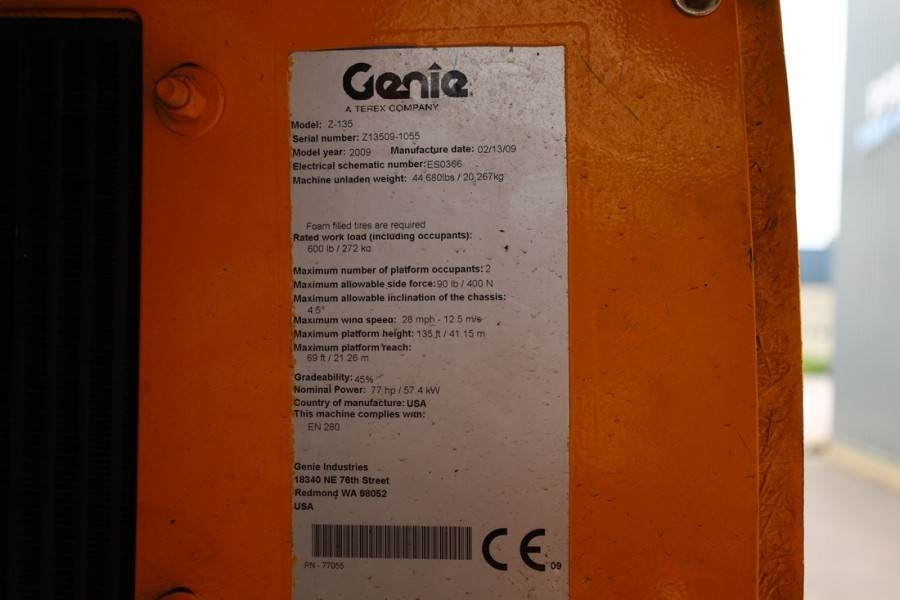 Genie
A TEREX COMPANY
Model: Z-135
Serial number: Z13509-1055
Model year: 2009 Manufacture date: 02/13/09
Electrical schematic number: ES0366
Machine unladen weight: 44,680lbs / 20,267kg
Foam filled tires are required
Rated work load (including occupants):
600 lb / 272 kg
Maximum number of platform occupants: 2
Maximum allowable side force: 90 lb / 400 N
Maximum allowable inclination of the chassis:
4.5°
Maximum wind speed: 28 mph - 12.5 m/s
Maximum platform height: 135 ft / 41.15 m
Maximum platform reach:
69 ft / 21.26 m
Gradeability: 45%
Nominal Power: 77 hp / 57.4 kW
Country of manufacture: USA
This machine complies with:
EN 280
Genie Industries
18340 NE 76th Street
Redmond WA 98052
USA
PN - 77055
CE 09